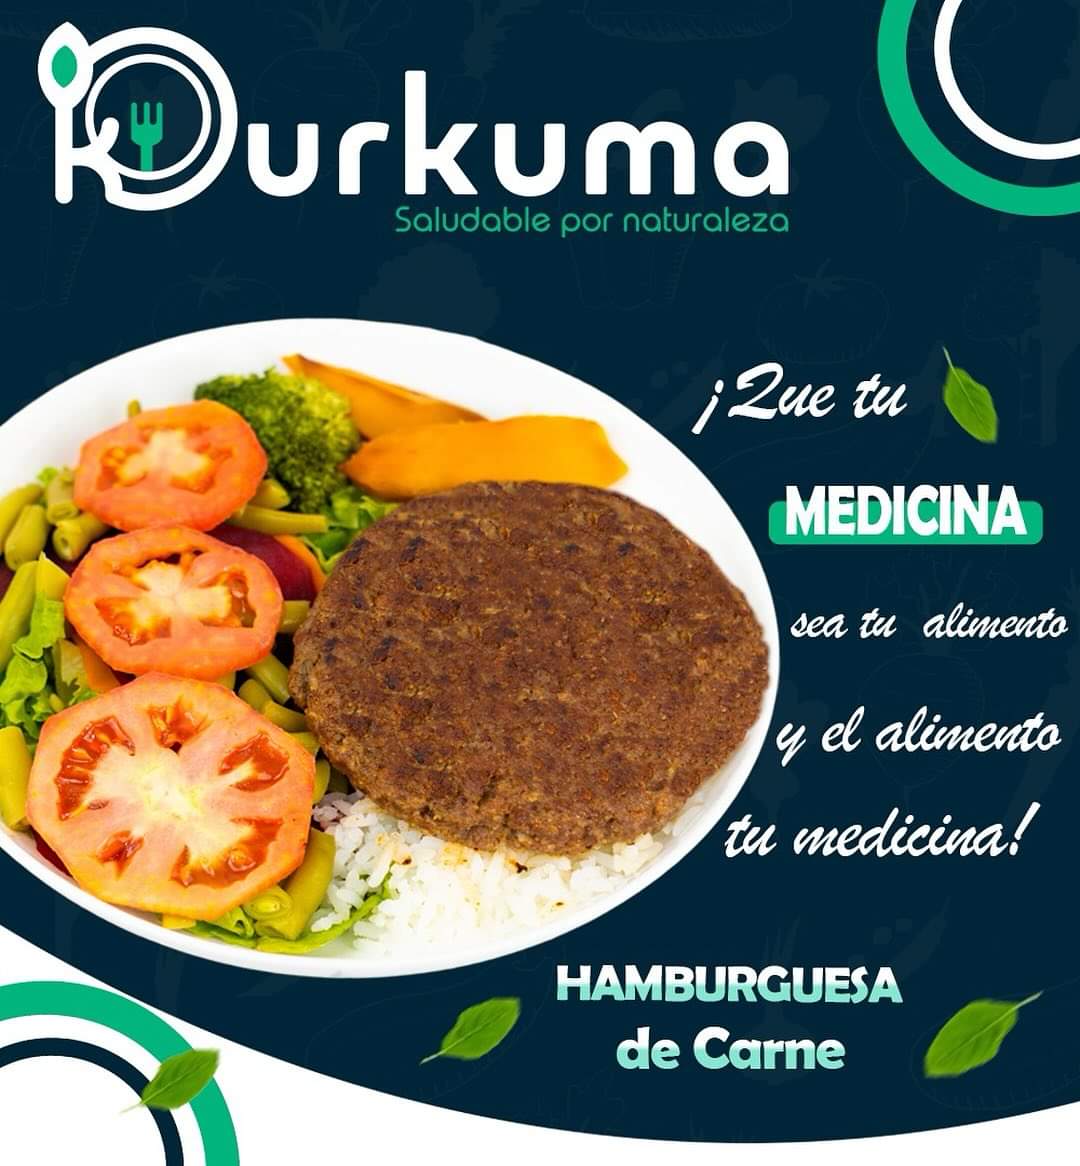 Kurkuma
Saludable por naturaleza
¡Que tu
MEDICINA
sea tu alimento
y el alimento
tu medicina!
HAMBURGUESA
de Carne